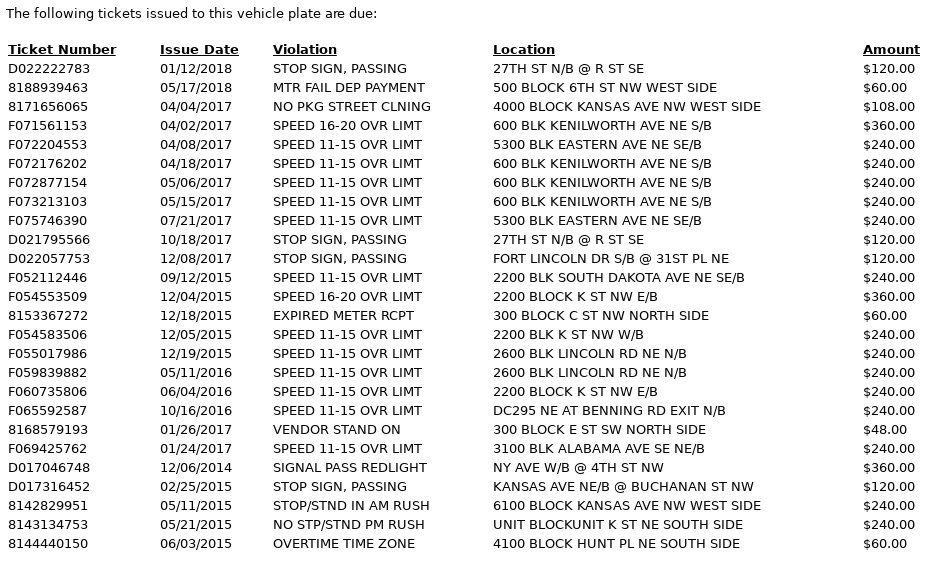 The following tickets issued to this vehicle plate are due:
Ticket Number Issue Date Violation Location Amount
D022222783 01/12/2018 STOP SIGN, PASSING 27TH ST N/B @ R ST SE $120.00
8188939463 05/17/2018 MTR FAIL DEP PAYMENT 500 BLOCK 6TH ST NW WEST SIDE $60.00
8171656065 04/04/2017 NO PKG STREET CLNING 4000 BLOCK KANSAS AVE NW WEST SIDE $108.00
F071561153 04/02/2017 SPEED 16-20 OVR LIMT 600 BLK KENILWORTH AVE NE S/B $360.00
F072204553 04/08/2017 SPEED 11-15 OVR LIMT 5300 BLK EASTERN AVE NE SE/B $240.00
F072176202 04/18/2017 SPEED 11-15 OVR LIMT 600 BLK KENILWORTH AVE NE S/B $240.00
F072877154 05/06/2017 SPEED 11-15 OVR LIMT 600 BLK KENILWORTH AVE NE S/B $240.00
F073213103 05/15/2017 SPEED 11-15 OVR LIMT 600 BLK KENILWORTH AVE NE S/B $240.00
F075746390 07/21/2017 SPEED 11-15 OVR LIMT 5300 BLK EASTERN AVE NE SE/B $240.00
D021795566 10/18/2017 STOP SIGN, PASSING 27TH ST N/B @ R ST SE $120.00
D022057753 12/08/2017 STOP SIGN, PASSING FORT LINCOLN DR S/B @ 31ST PL NE $120.00
F052112446 09/12/2015 SPEED 11-15 OVR LIMT 2200 BLK SOUTH DAKOTA AVE NE SE/B $240.00
F054553509 12/04/2015 SPEED 16-20 OVR LIMT 2200 BLOCK K ST NW E/B $360.00
8153367272 12/18/2015 EXPIRED METER RCPT 300 BLOCK C ST NW NORTH SIDE $60.00
F054583506 12/05/2015 SPEED 11-15 OVR LIMT 2200 BLK K ST NW W/B $240.00
F055017986 12/19/2015 SPEED 11-15 OVR LIMT 2600 BLK LINCOLN RD NE N/B $240.00
F059839882 05/11/2016 SPEED 11-15 OVR LIMT 2600 BLK LINCOLN RD NE N/B $240.00
F060735806 06/04/2016 SPEED 11-15 OVR LIMT 2200 BLOCK K ST NW E/B $240.00
F065592587 10/16/2016 SPEED 11-15 OVR LIMT DC295 NE AT BENNING RD EXIT N/B $240.00
8168579193 01/26/2017 VENDOR STAND ON 300 BLOCK E ST SW NORTH SIDE $48.00
F069425762 01/24/2017 SPEED 11-15 OVR LIMT 3100 BLK ALABAMA AVE SE NE/B $240.00
D017046748 12/06/2014 SIGNAL PASS REDLIGHT NY AVE W/B @ 4TH ST NW $360.00
D017316452 02/25/2015 STOP SIGN, PASSING KANSAS AVE NE/B @ BUCHANAN ST NW $120.00
8142829951 05/11/2015 STOP/STND IN AM RUSH 6100 BLOCK KANSAS AVE NW WEST SIDE $240.00
8143134753 05/21/2015 NO STP/STND PM RUSH UNIT BLOCKUNIT K ST NE SOUTH SIDE $240.00
8144440150 06/03/2015 OVERTIME TIME ZONE 4100 BLOCK HUNT PL NE SOUTH SIDE $60.00